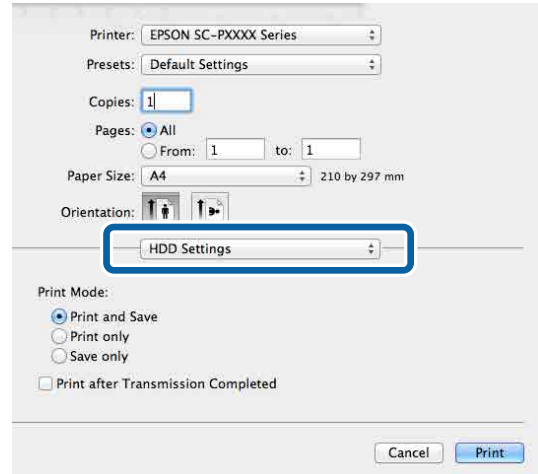 Printer: EPSON SC-PXXXX Series
Presets: Default Settings
Copies: 1
Pages: All
From: 1 to: 1
Paper Size: A4 210 by 297 mm
Orientation:
HDD Settings
Print Mode:
Print and Save
Print only
Save only
Print after Transmission Completed
Cancel Print